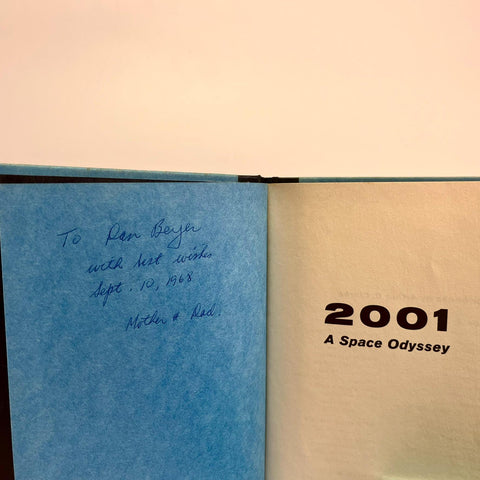 To Dan Beyer
with best wishes
Sept. 10, 1968
Mother & Dad.
2001
A Space Odyssey